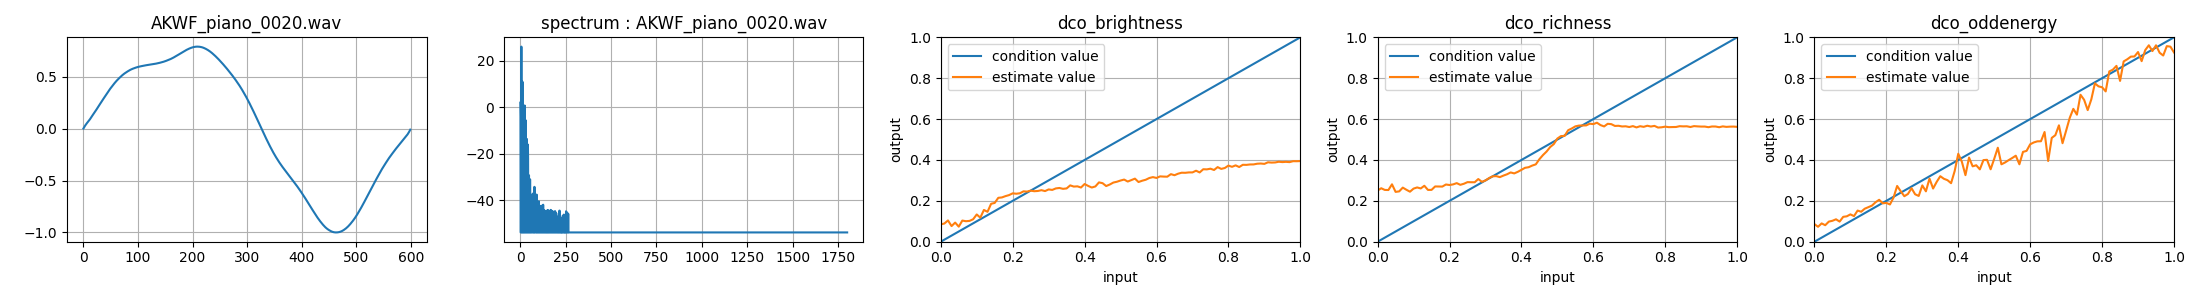 AKWF_piano_0020.wav
0.5
0.0
−0.5
−1.0
0 100 200 300 400 500 600
spectrum : AKWF_piano_0020.wav
20
0
−20
−40
0 250 500 750 1000 1250 1500 1750
dco_brightness
condition value
estimate value
output
1.0
0.8
0.6
0.4
0.2
0.0
0.0 0.2 0.4 0.6 0.8 1.0
input
dco_richness
condition value
estimate value
output
1.0
0.8
0.6
0.4
0.2
0.0
0.0 0.2 0.4 0.6 0.8 1.0
input
dco_oddenergy
condition value
estimate value
output
1.0
0.8
0.6
0.4
0.2
0.0
0.0 0.2 0.4 0.6 0.8 1.0
input